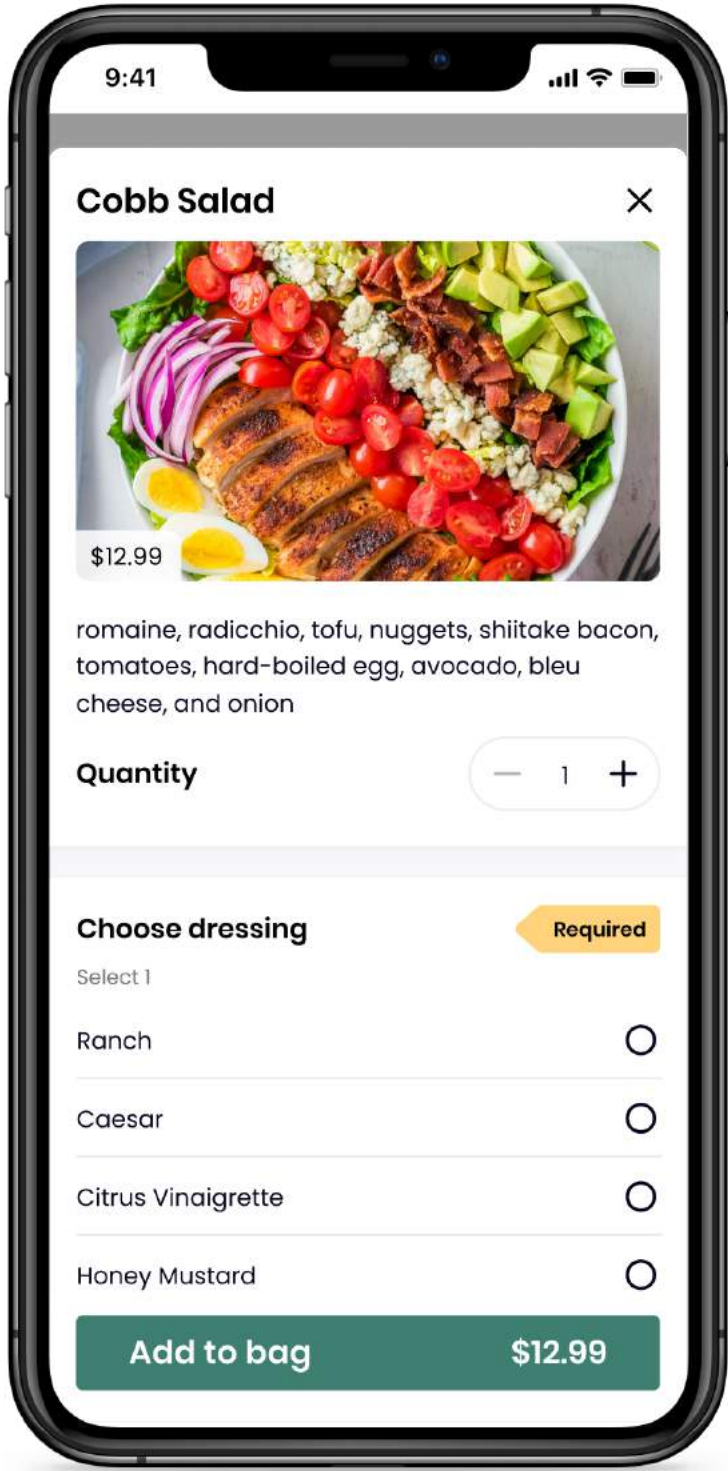 9:41
Cobb Salad
$12.99
romaine, radicchio, tofu, nuggets, shiitake bacon,
tomatoes, hard-boiled egg, avocado, bleu
cheese, and onion
Quantity
1
Choose dressing
Required
Select 1
Ranch
Caesar
Citrus Vinaigrette
Honey Mustard
Add to bag $12.99